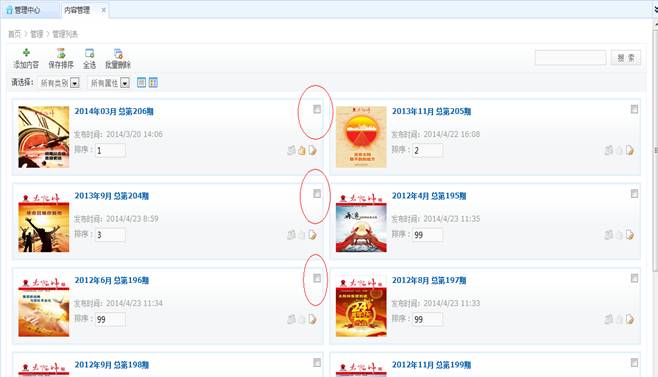 管理中心 内容管理
首页 > 管理 > 管理列表
添加内容 保存排序 全选 批量删除 搜 索
请选择: 所有类别 所有属性
2014年03月 总第206期
发布时间: 2014/3/20 14:06
排序: 1
2013年11月 总第205期
发布时间: 2014/4/22 16:08
排序: 2
2013年9月 总第204期
发布时间: 2014/4/23 8:59
排序: 3
2012年4月 总第195期
发布时间: 2014/4/23 11:35
排序: 99
2012年6月 总第196期
发布时间: 2014/4/23 11:34
排序: 99
2012年8月 总第197期
发布时间: 2014/4/23 11:33
排序: 99
2012年9月 总第198期
2012年11月 总第199期